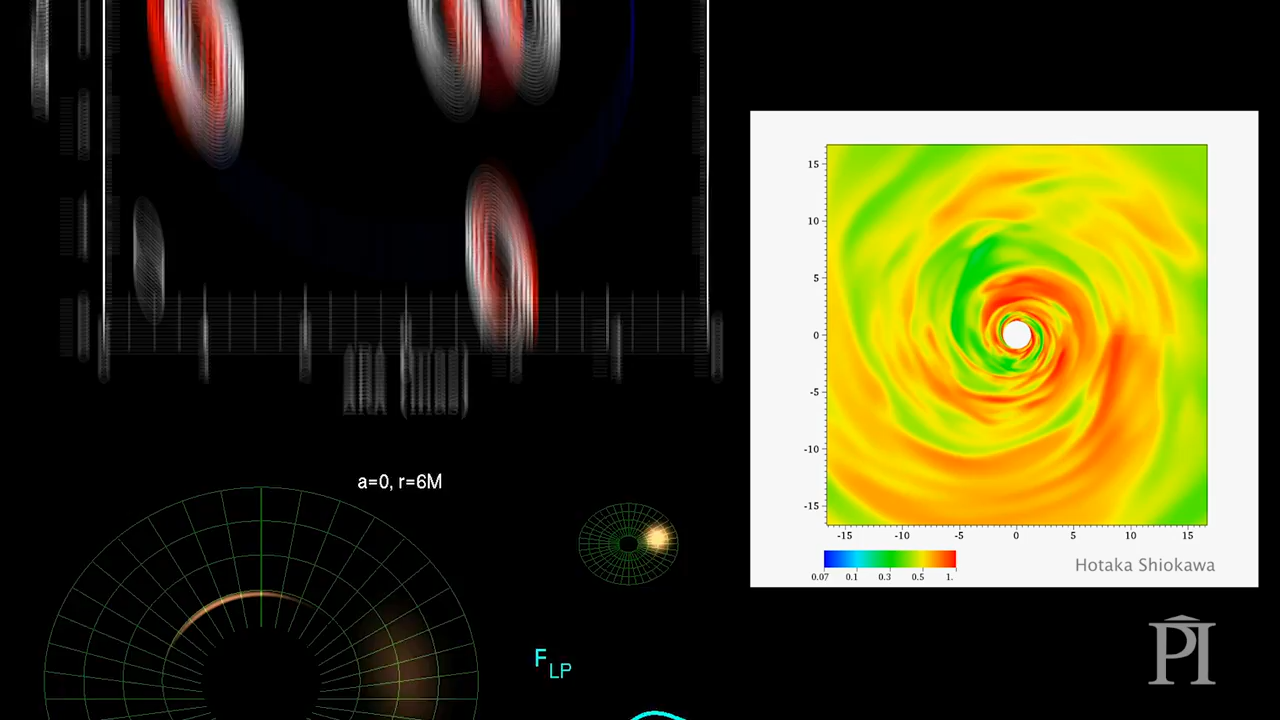 a=0, r=6M
F LP
15
10
5
0
-5
-10
-15
-15 -10 -5 0 5 10 15
0.07 0.1 0.3 0.5 1.
Hotaka Shiokawa
PI